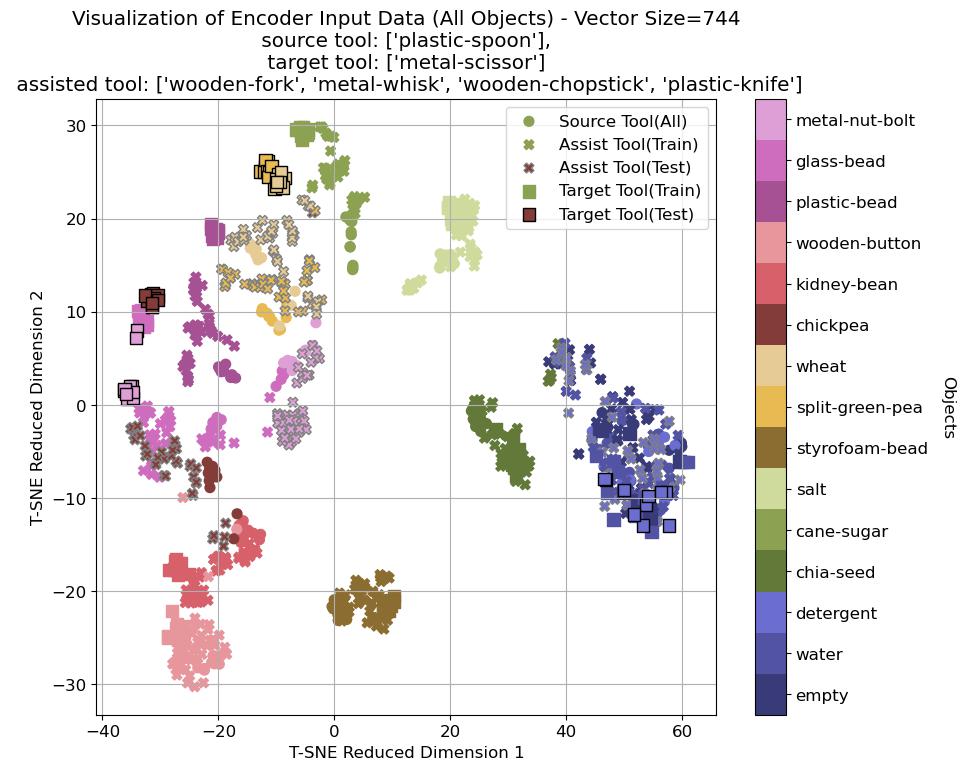 Visualization of Encoder Input Data (All Objects) - Vector Size=744
source tool: ['plastic-spoon'],
target tool: ['metal-scissor']
assisted tool: ['wooden-fork', 'metal-whisk', 'wooden-chopstick', 'plastic-knife']
Source Tool(All)
Assist Tool(Train)
Assist Tool(Test)
Target Tool(Train)
Target Tool(Test)
30
20
10
0
−10
−20
−30
T-SNE Reduced Dimension 2
−40
−20
0
20
40
60
T-SNE Reduced Dimension 1
metal-nut-bolt
glass-bead
plastic-bead
wooden-button
kidney-bean
chickpea
wheat
split-green-pea
styrofoam-bead
salt
cane-sugar
chia-seed
detergent
water
empty
Objects